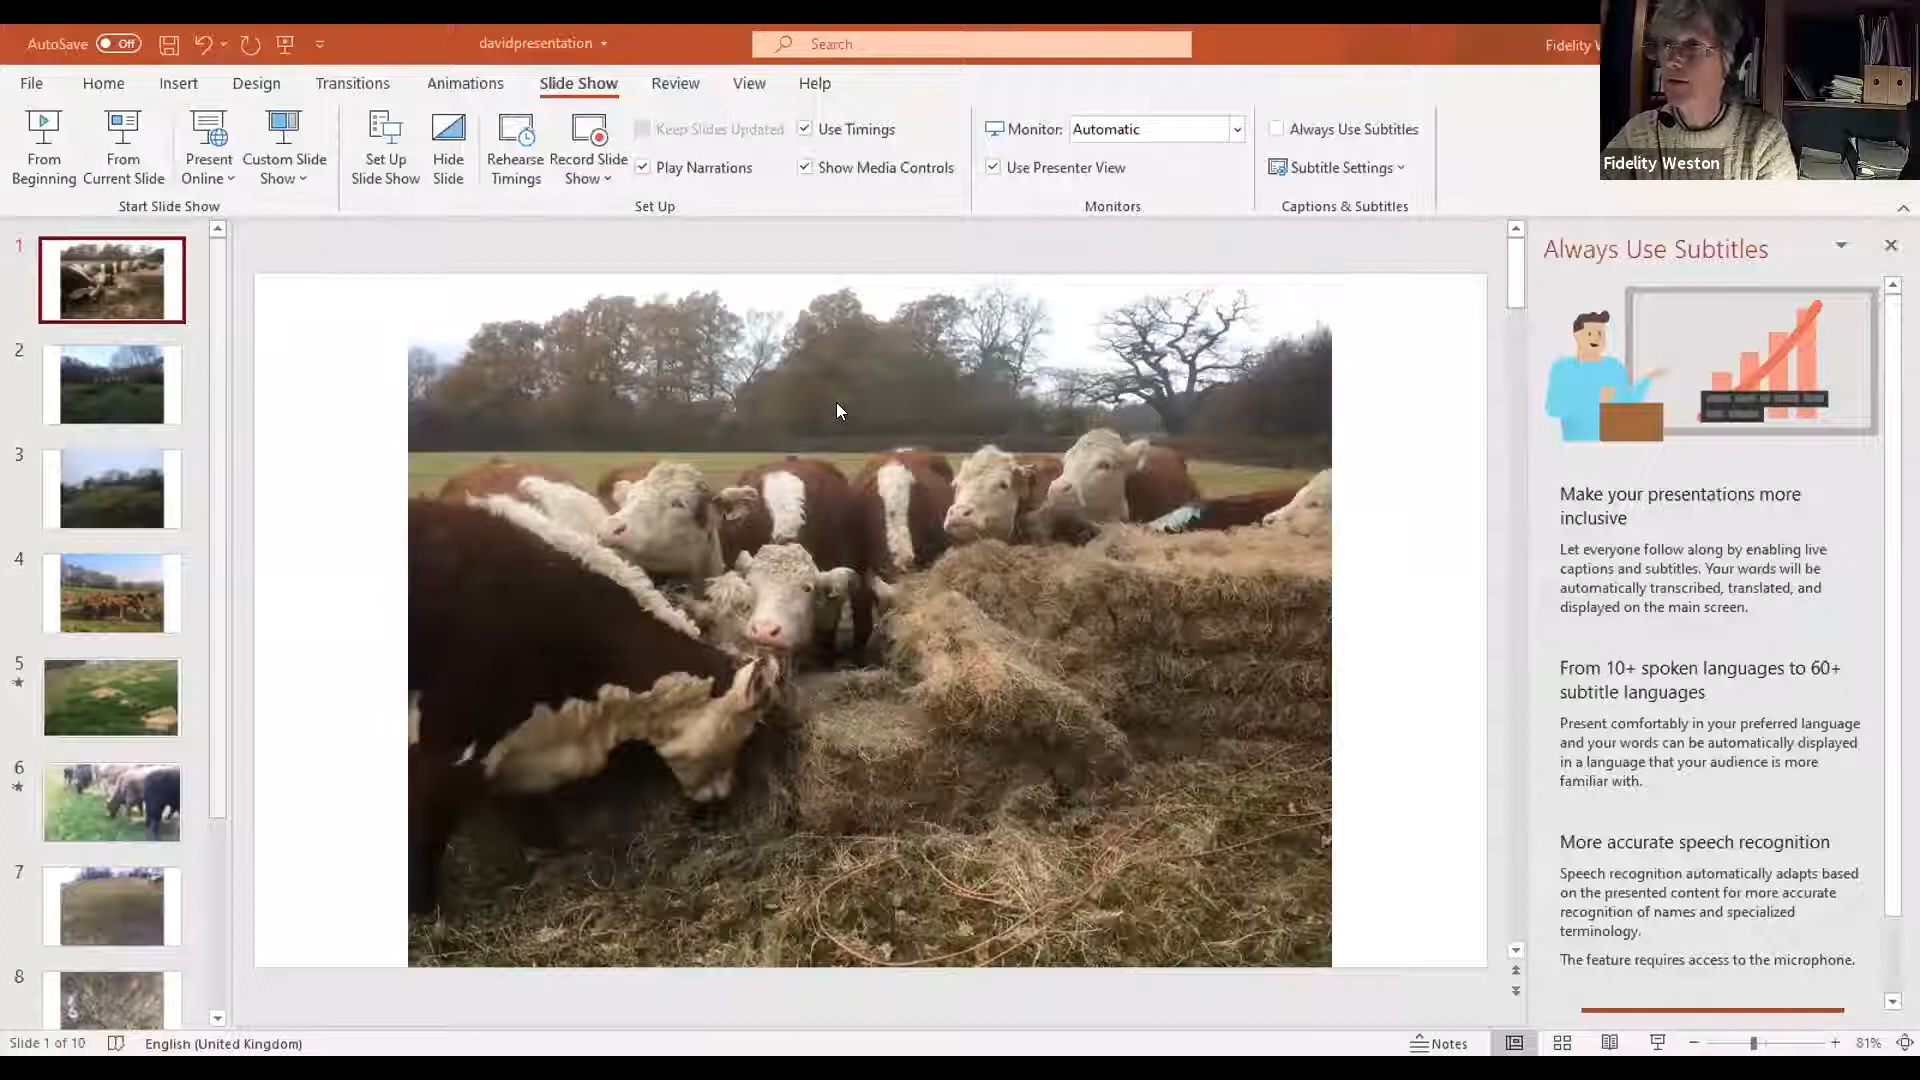 AutoSave Off
davidpresentation
Search
Fidelity
Fidelity Weston
File Home Insert Design Transitions Animations Slide Show Review View Help
From Beginning
From Current Slide
Present Online
Custom Slide Show
Start Slide Show
Set Up Slide Show
Hide Slide
Rehearse Timings
Record Slide Show
Keep Slides Updated
Play Narrations
Use Timings
Show Media Controls
Set Up
Monitor: Automatic
Use Presenter View
Monitors
Always Use Subtitles
Subtitle Settings
Captions & Subtitles
1
2
3
4
5
6
7
8
Always Use Subtitles
Make your presentations more
inclusive
Let everyone follow along by enabling live
captions and subtitles. Your words will be
automatically transcribed, translated, and
displayed on the main screen.
From 10+ spoken languages to 60+
subtitle languages
Present comfortably in your preferred language
and your words can be automatically displayed
in a language that your audience is more
familiar with.
More accurate speech recognition
Speech recognition automatically adapts based
on the presented content for more accurate
recognition of names and specialized
terminology.
The feature requires access to the microphone.
Slide 1 of 10
English (United Kingdom)
Notes
81%